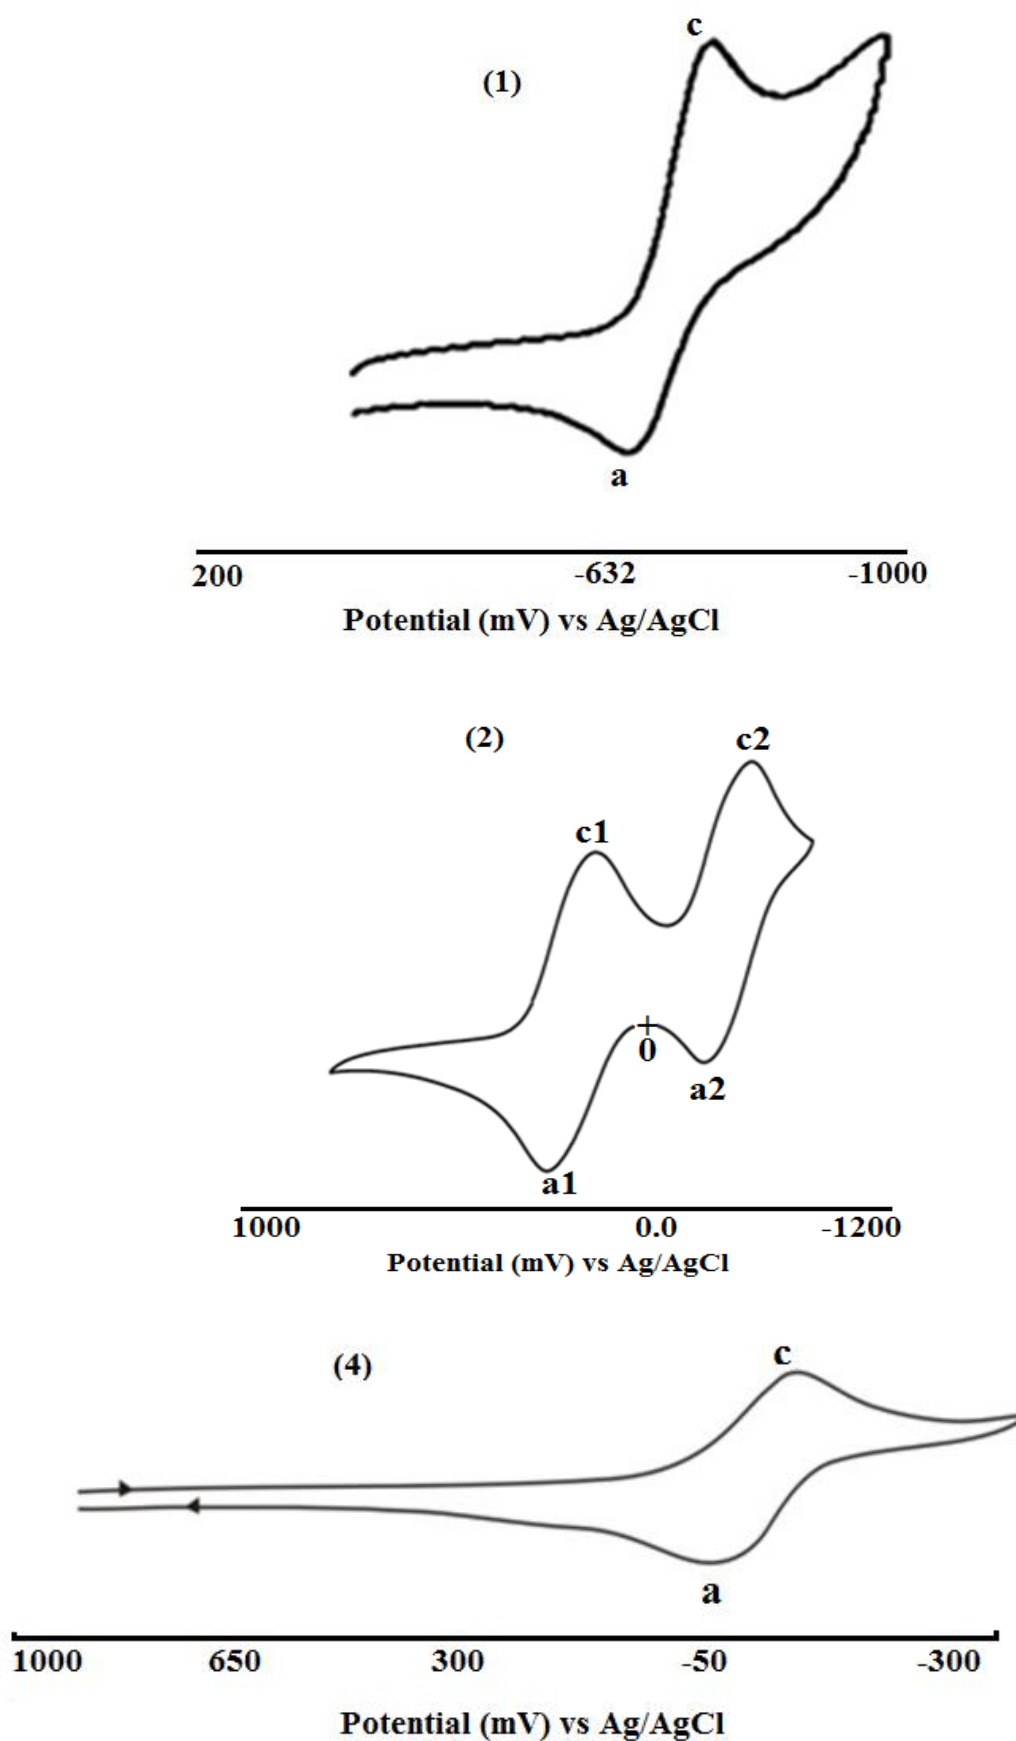 c
(1)
a
200 -632 -1000
Potential (mV) vs Ag/AgCl
(2)
c2
c1
0
a2
a1
1000 0.0 -1200
Potential (mV) vs Ag/AgCl
(4)
c
a
1000 650 300 -50 -300
Potential (mV) vs Ag/AgCl